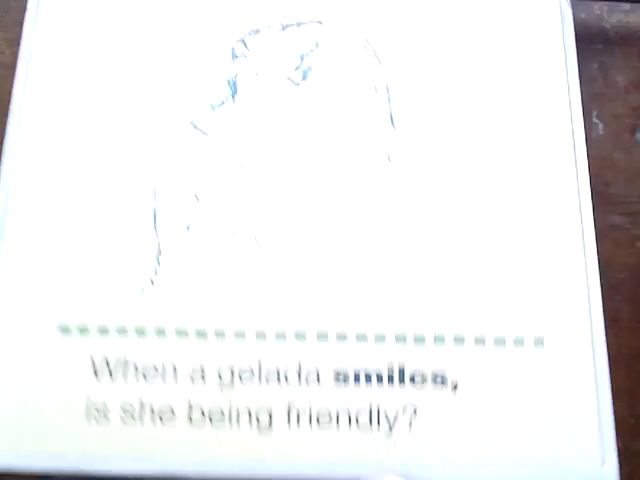 When a gelada smiles,
is she being friendly?